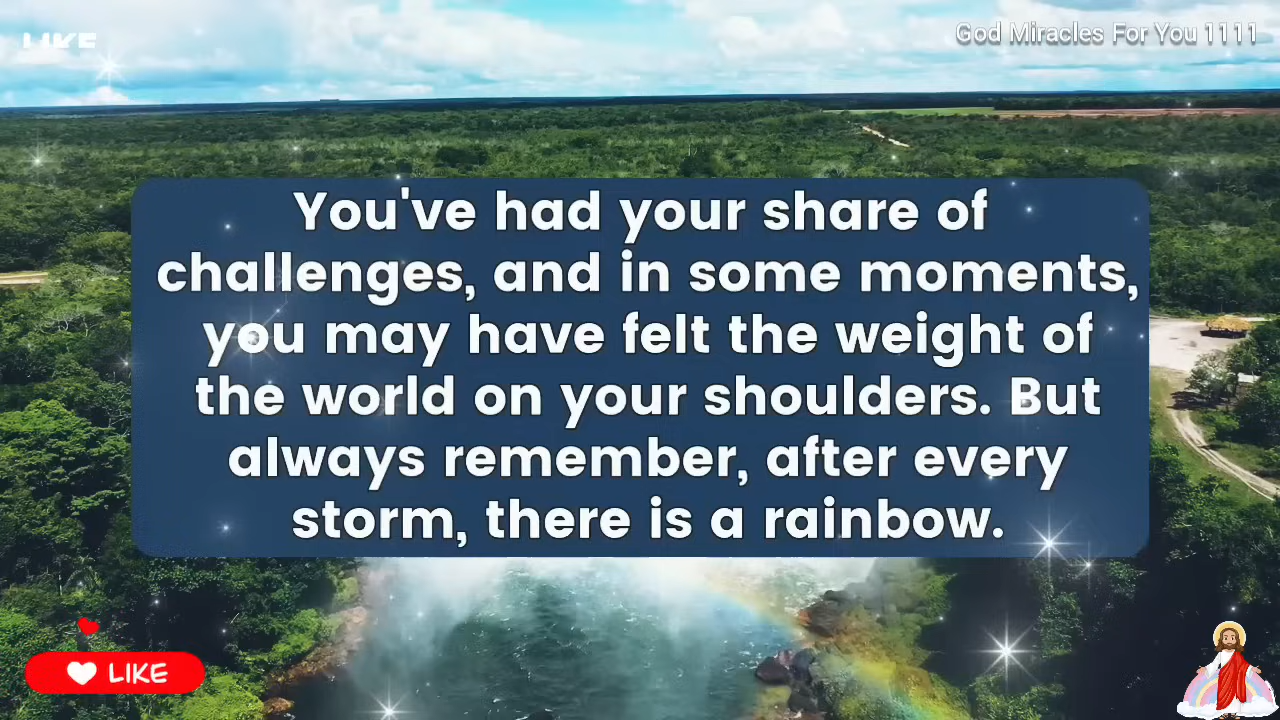 LIKE
God Miracles For You 1111
You've had your share of
challenges, and in some moments,
you may have felt the weight of
the world on your shoulders. But
always remember, after every
storm, there is a rainbow.
LIKE